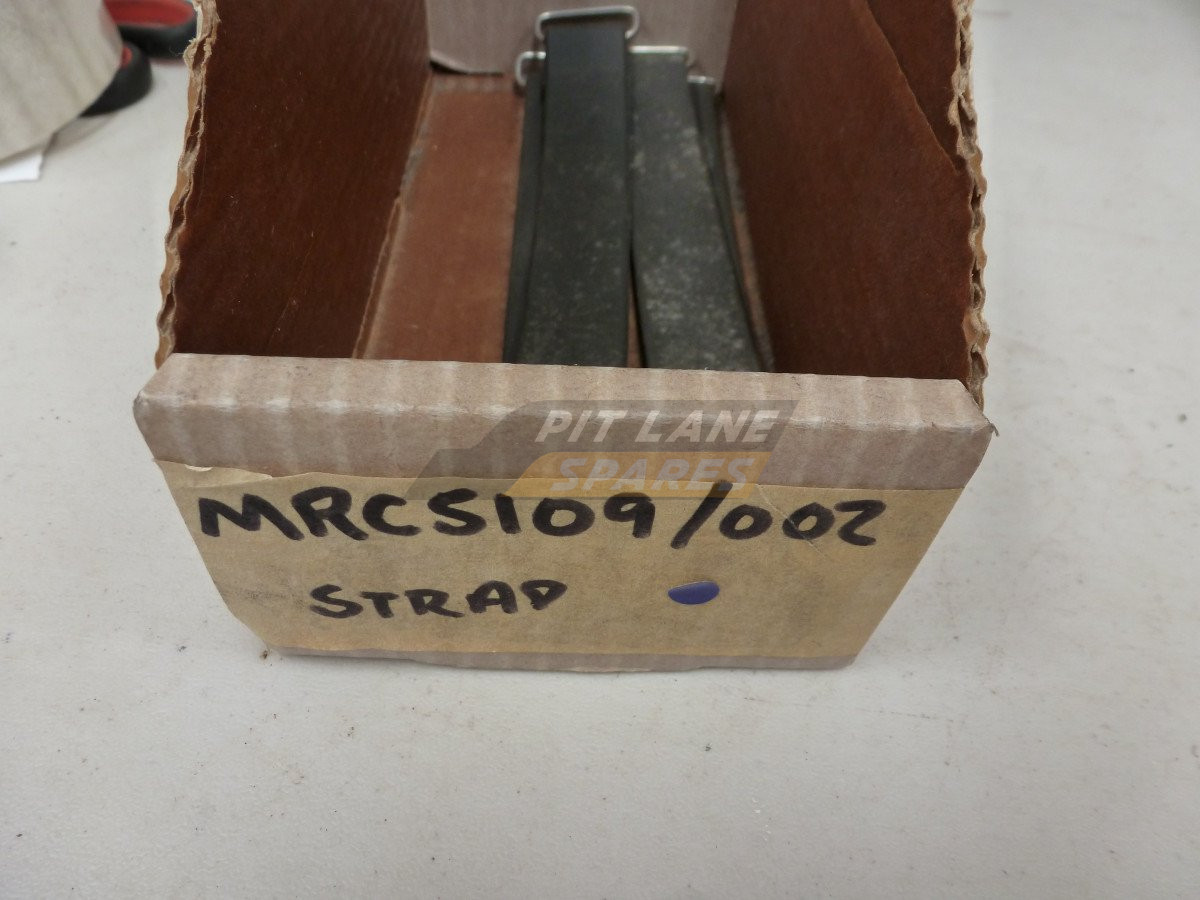 PIT LANE
SPARES
MRCS109/002
STRAP